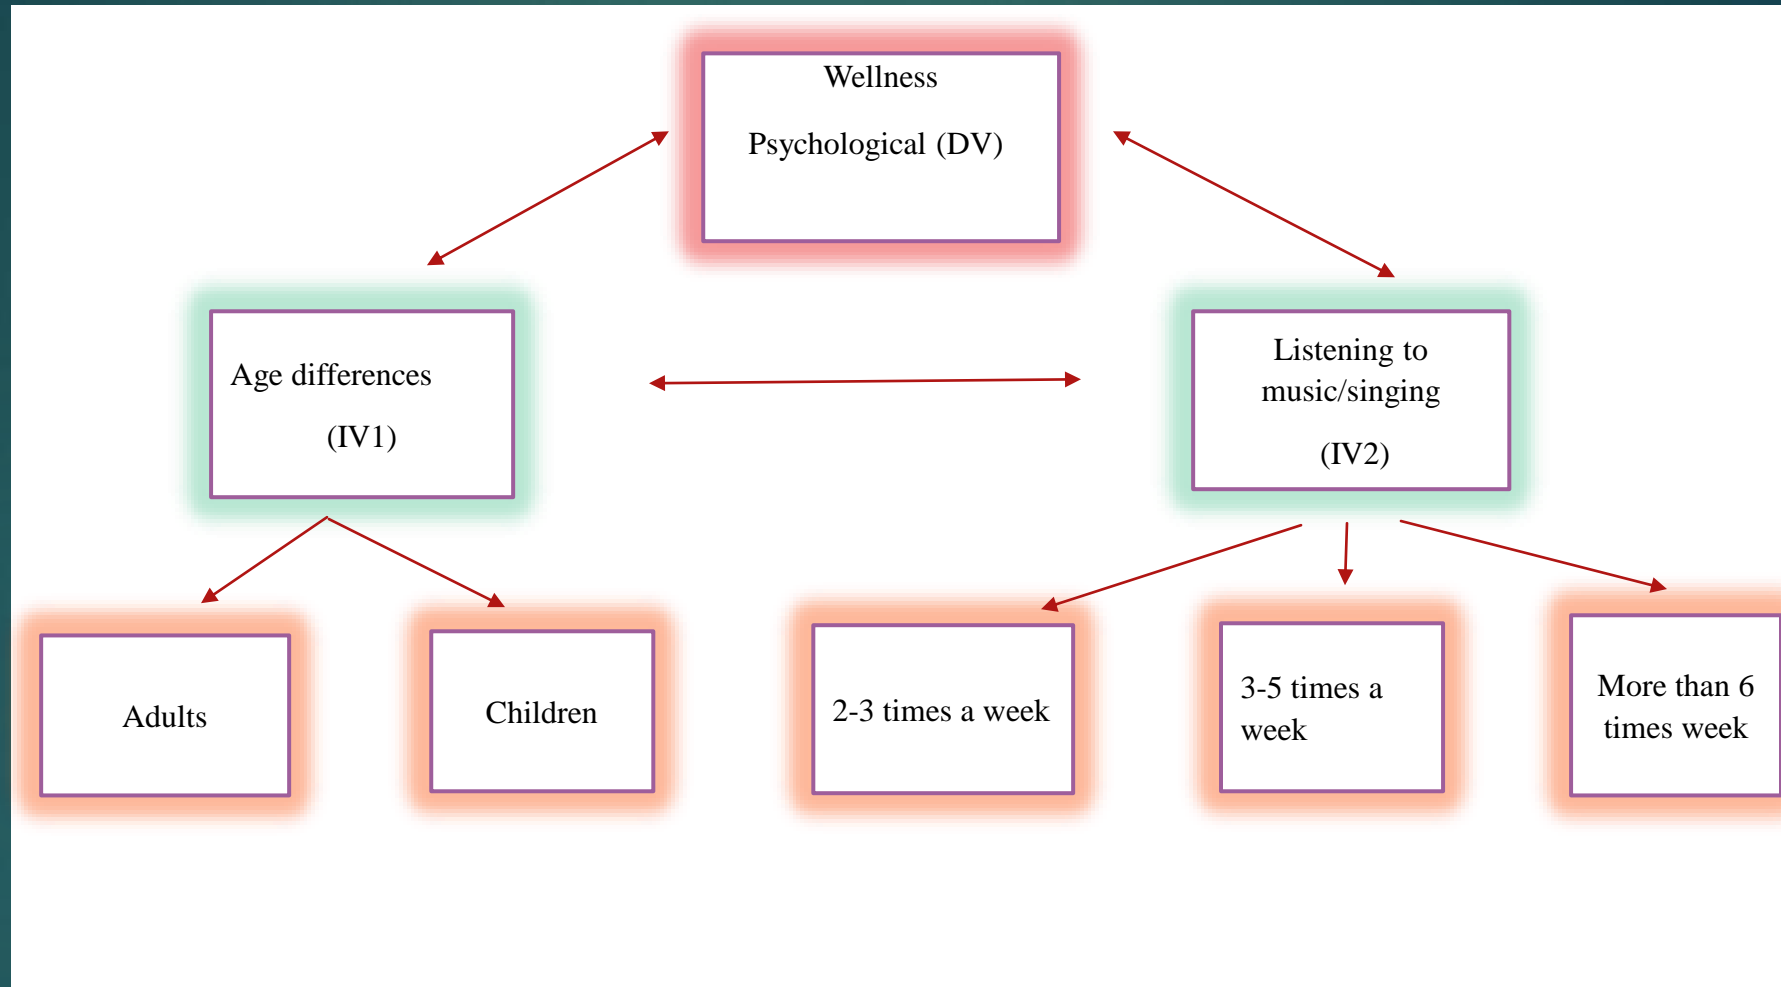 Wellness
Psychological (DV)
Age differences
(IV1)
Listening to
music/singing
(IV2)
Adults
Children
2-3 times a week
3-5 times a
week
More than 6
times week